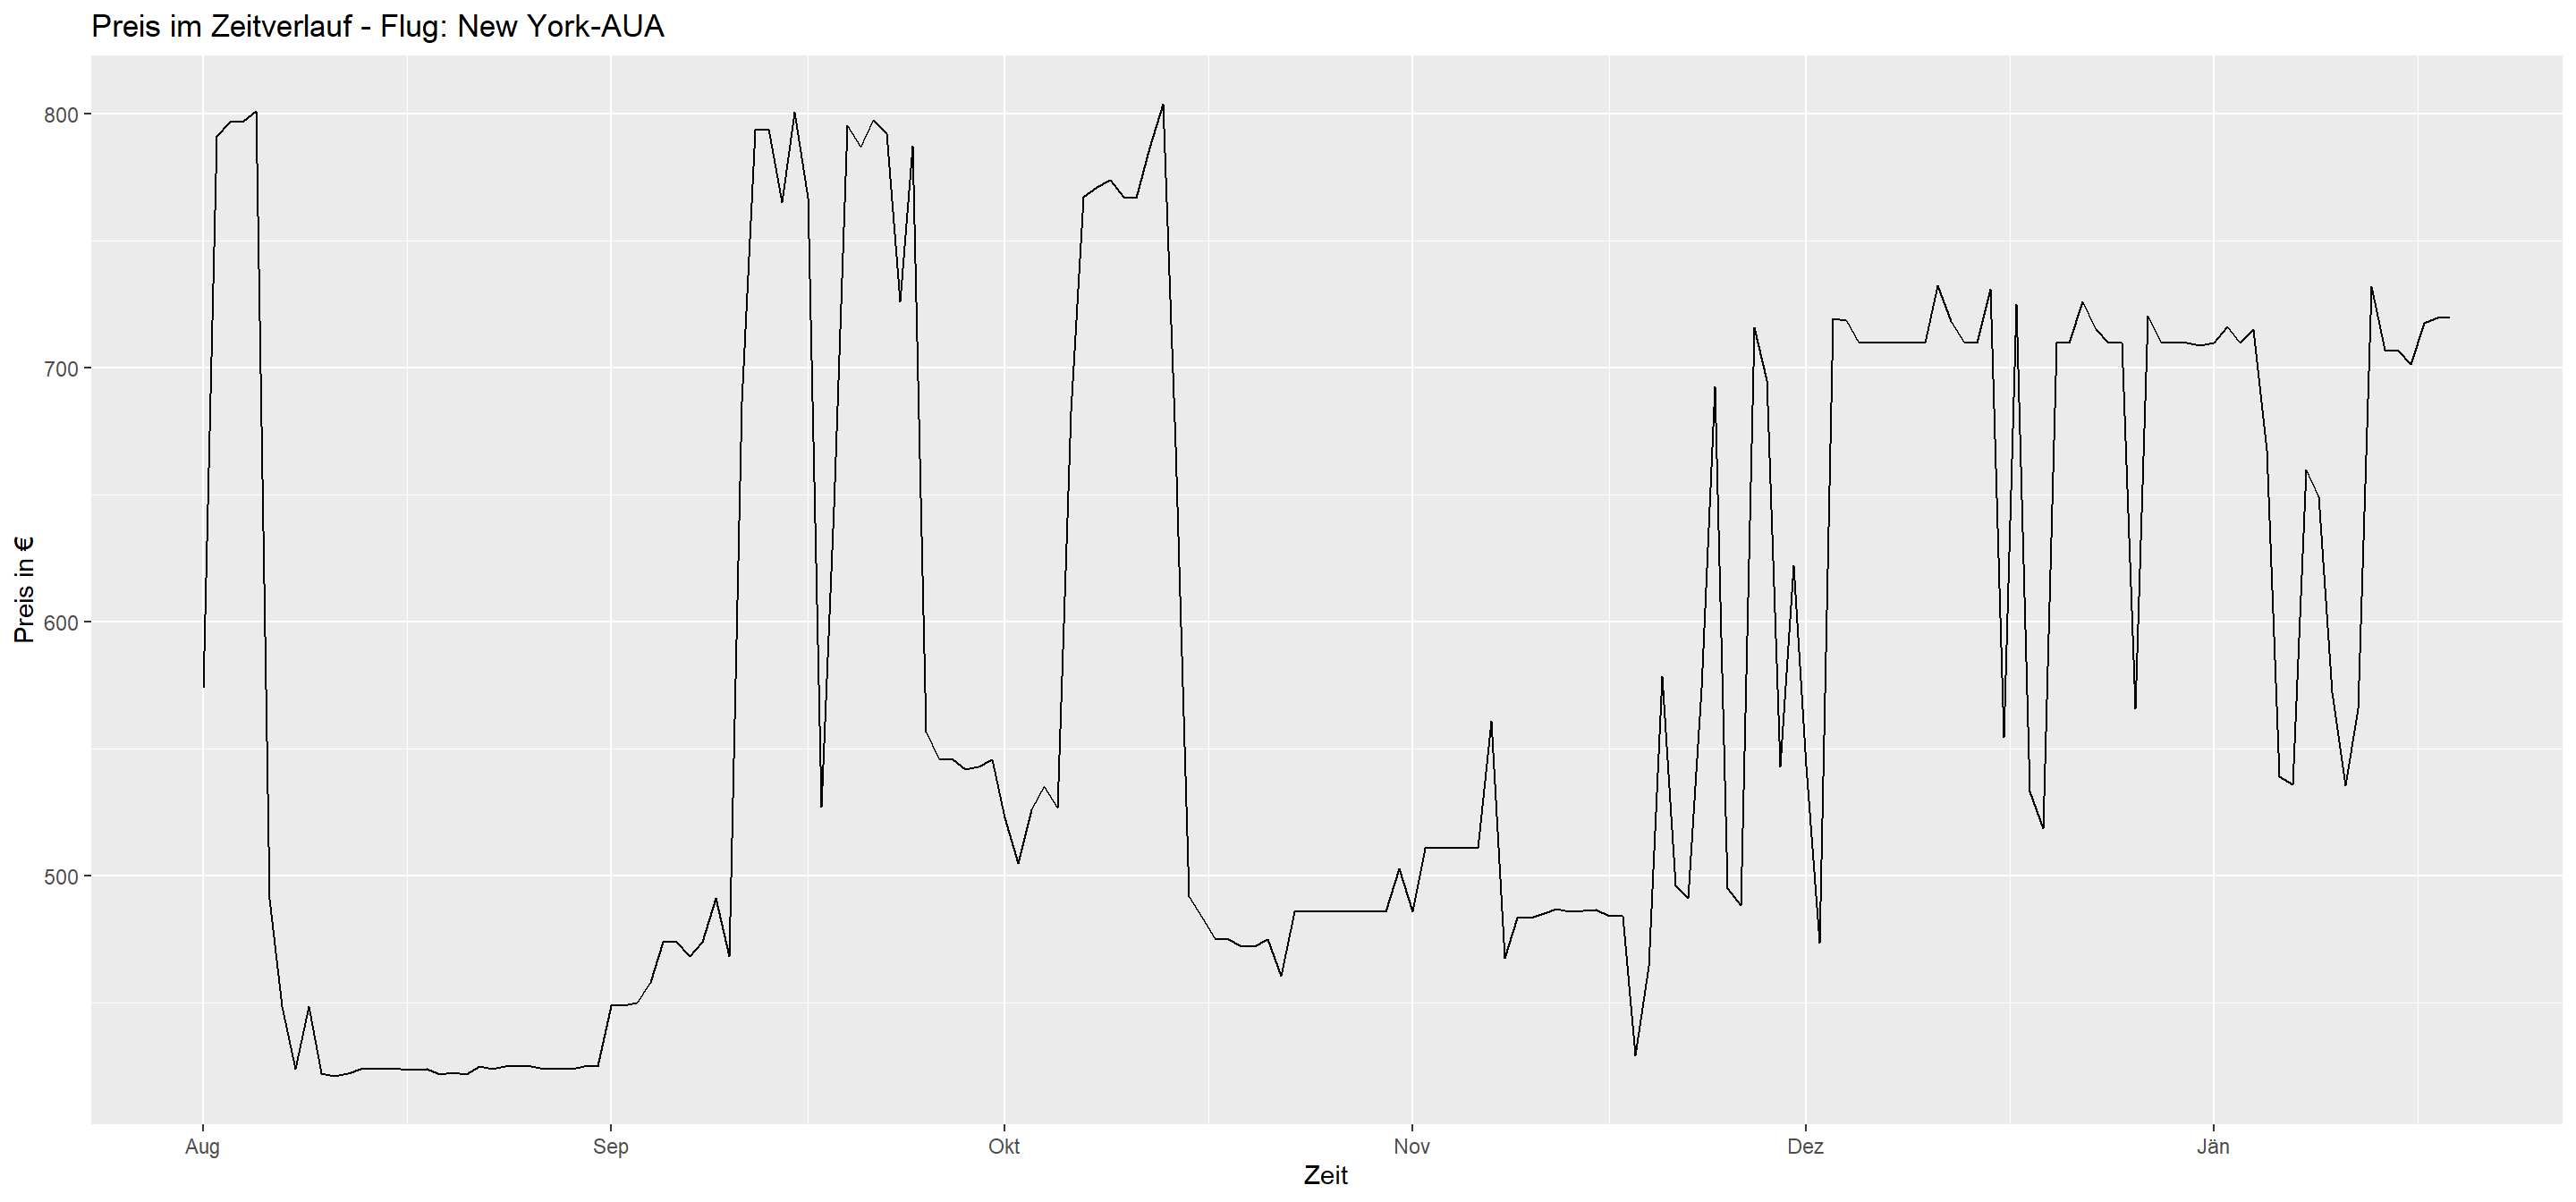 Preis im Zeitverlauf - Flug: New York-AUA
800
700
600
500
Preis in €
Aug
Sep
Okt
Nov
Dez
Jän
Zeit